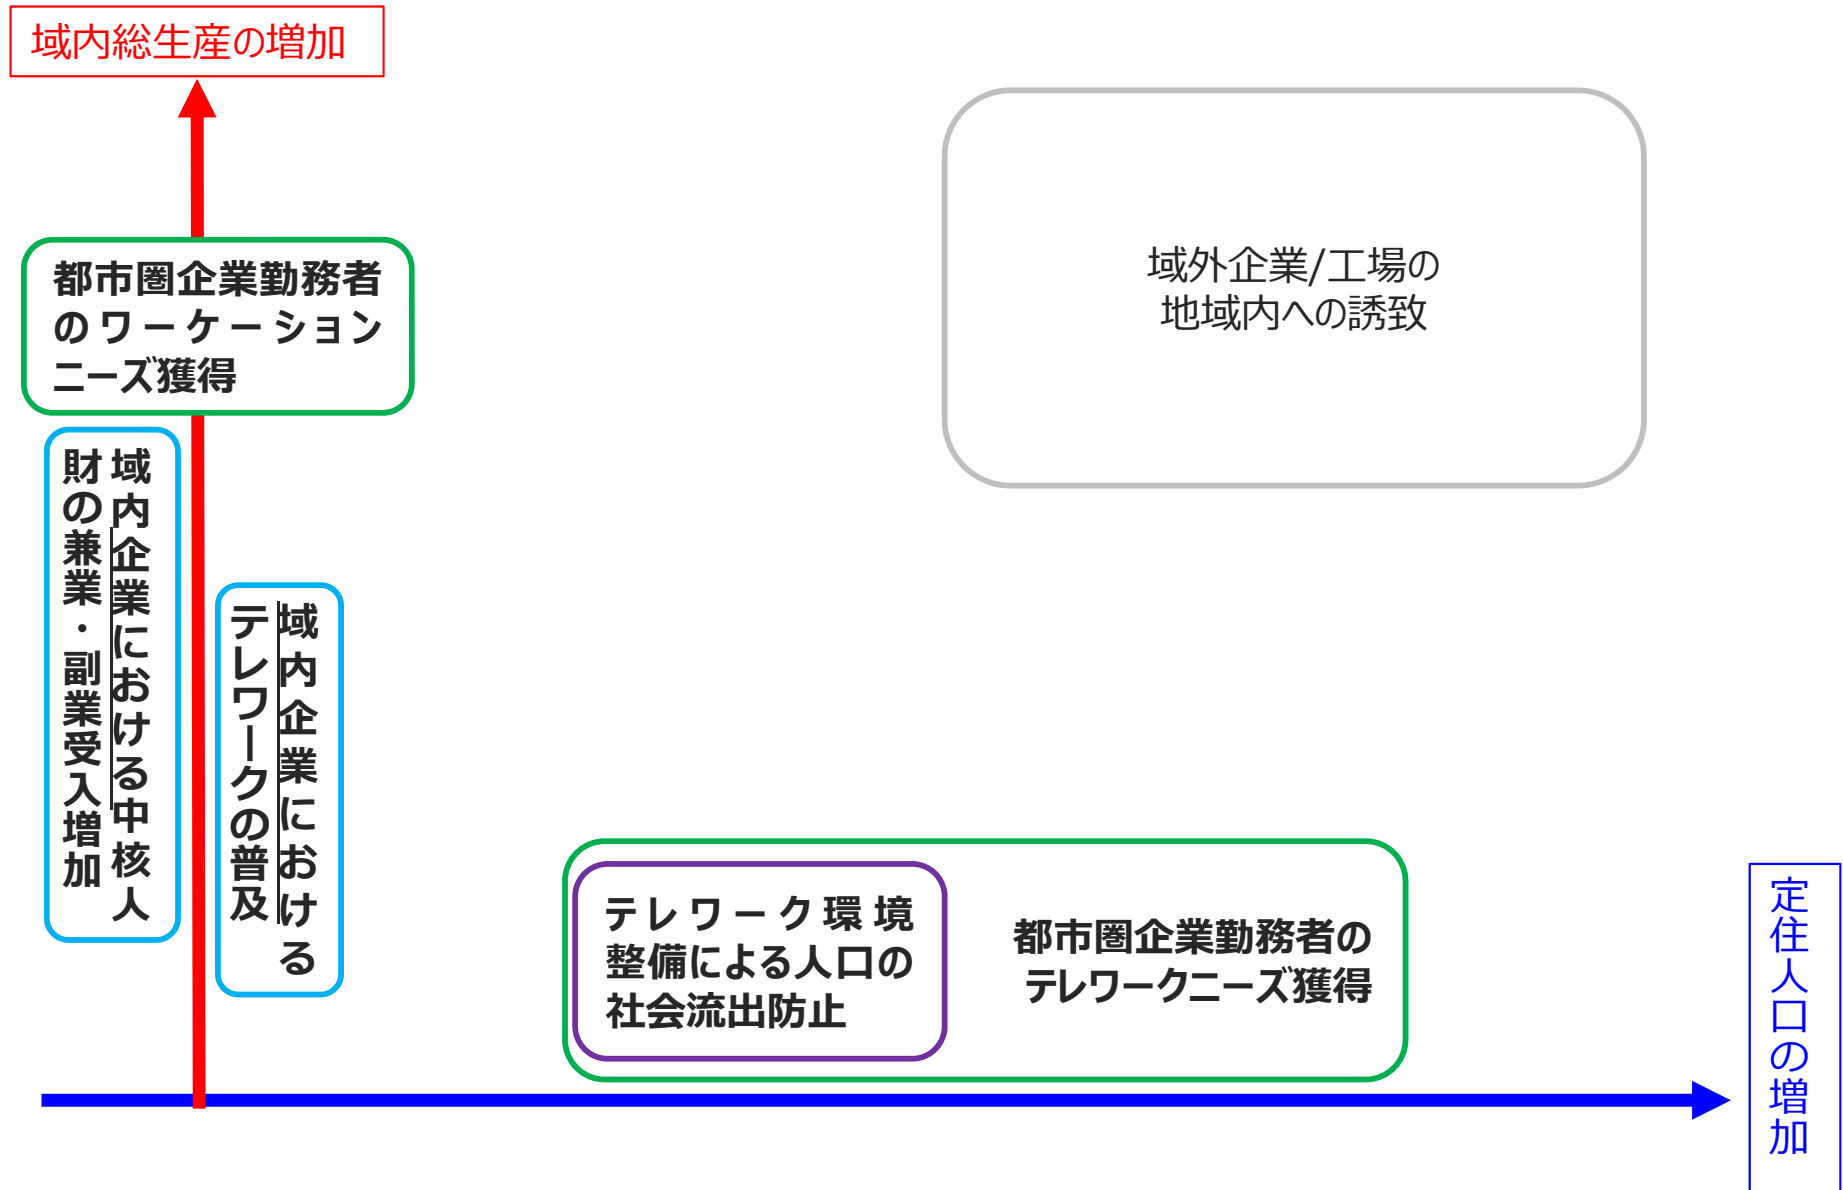 域内総生産の増加
都市圏企業勤務者
のワーケーション
ニーズ獲得
域外企業/工場の
地域内への誘致
域内企業における中核人
財の兼業・副業受入増加
域内企業における
テレワークの普及
テレワーク環境
整備による人口の
社会流出防止
都市圏企業勤務者の
テレワークニーズ獲得
定住人口の増加